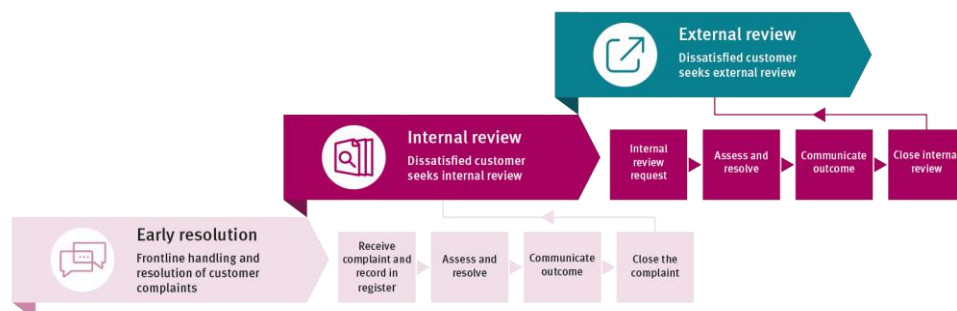 External review
Dissatisfied customer
seeks external review
Internal review
Dissatisfied customer
seeks internal review
Internal
review
request
Assess and
resolve
Communicate
outcome
Close internal
review
Early resolution
Frontline handling and
resolution of customer
complaints
Receive
complaint and
record in
register
Assess and
resolve
Communicate
outcome
Close the
complaint